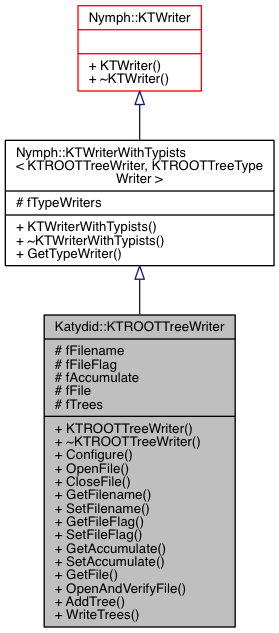 Nymph::KTWriter
+ KTWriter()
+ ~KTWriter()
Nymph::KTWriterWithTypists
< KTROOTTreeWriter, KTROOTTreeType
Writer >
# fTypeWriters
+ KTWriterWithTypists()
+ ~KTWriterWithTypists()
+ GetTypeWriter()
Katydid::KTROOTTreeWriter
# fFilename
# fFileFlag
# fAccumulate
# fFile
# fTrees
+ KTROOTTreeWriter()
+ ~KTROOTTreeWriter()
+ Configure()
+ OpenFile()
+ CloseFile()
+ GetFilename()
+ SetFilename()
+ GetFileFlag()
+ SetFileFlag()
+ GetAccumulate()
+ SetAccumulate()
+ GetFile()
+ OpenAndVerifyFile()
+ AddTree()
+ WriteTrees()